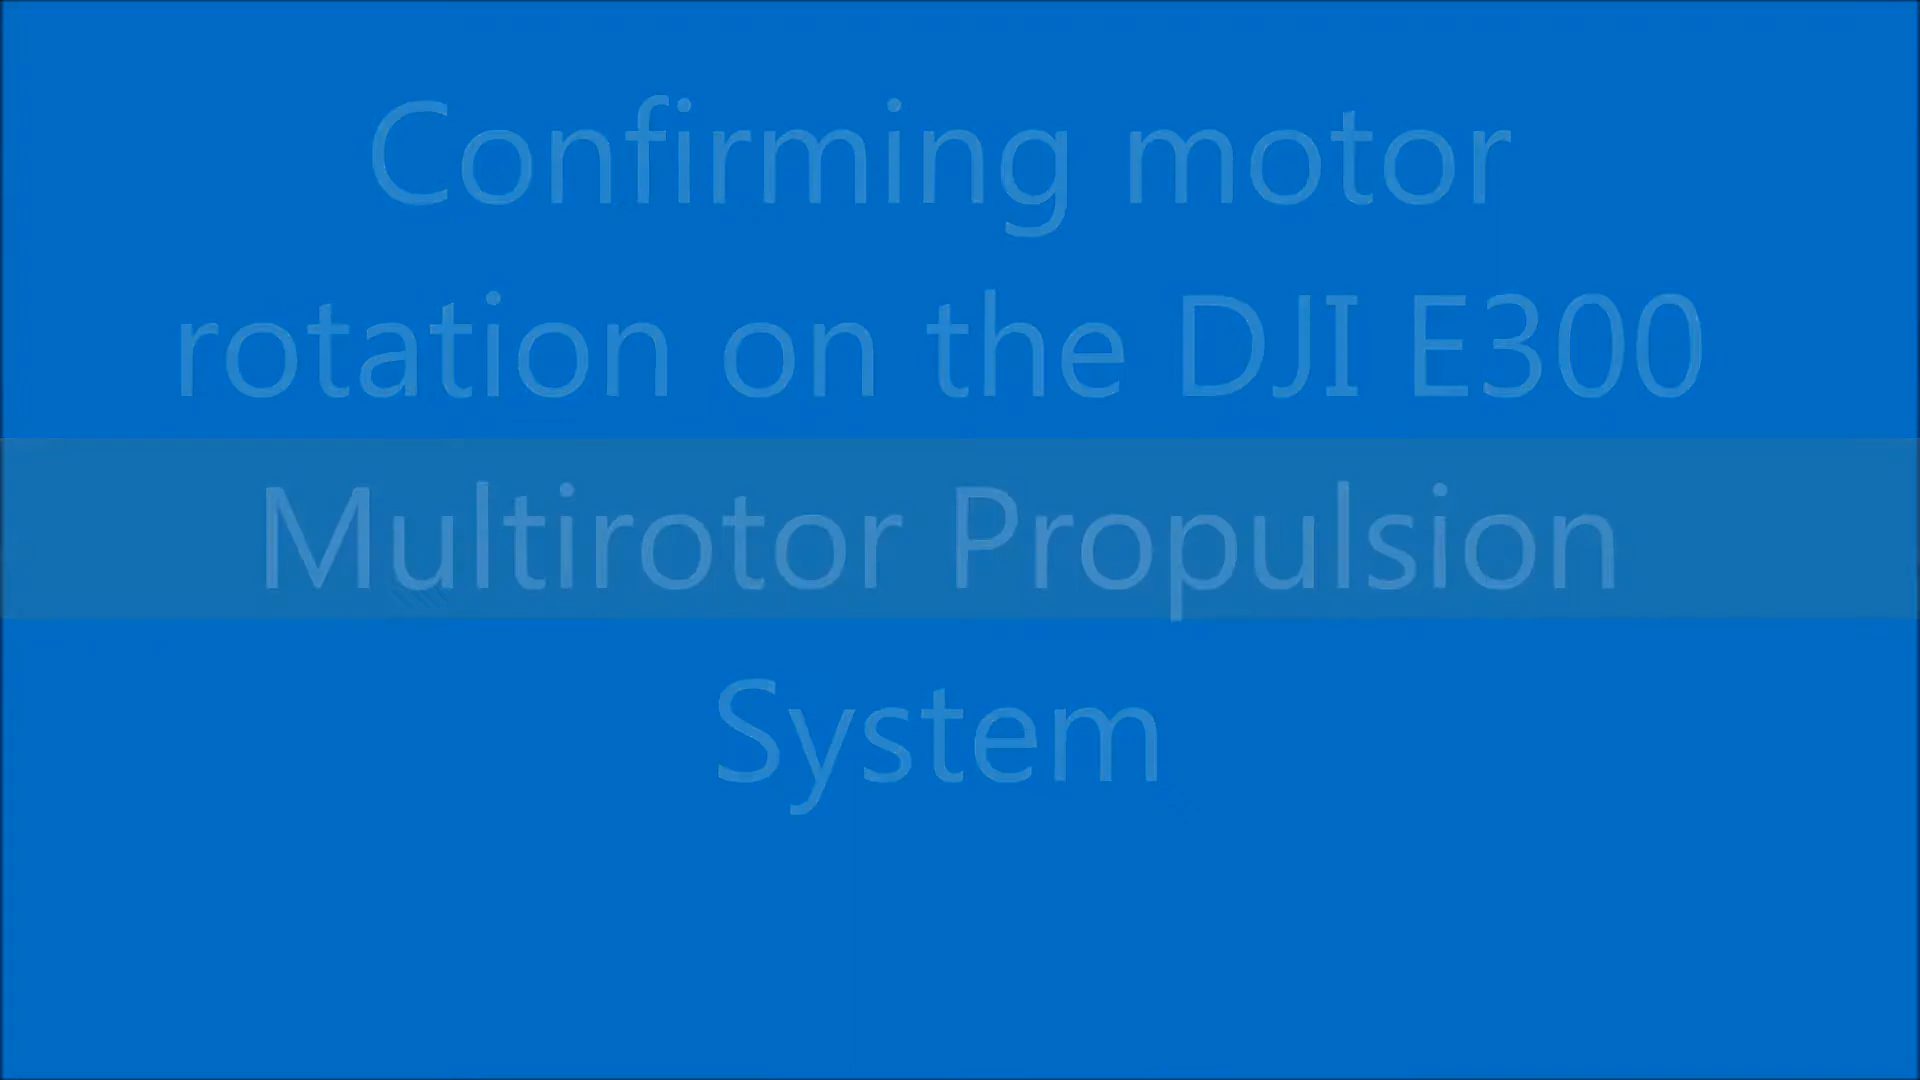 Confirming motor
rotation on the DJI E300
Multirotor Propulsion
System